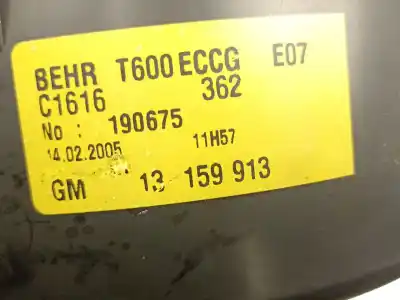 BEHR T600 ECCG E07
C1616 362
No : 190675
14.02.2005 11H57
GM 13 159 913